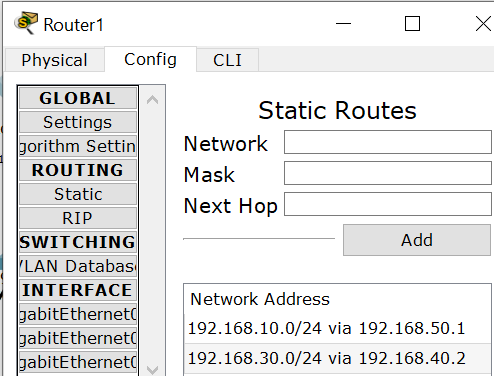 Router1
Physical Config CLI
GLOBAL
Settings
gorithm Settin
ROUTING
Static
RIP
SWITCHING
VLAN Database
INTERFACE
gabitEthernet0
gabitEthernet0
gabitEthernet0
Static Routes
Network
Mask
Next Hop
Add
Network Address
192.168.10.0/24 via 192.168.50.1
192.168.30.0/24 via 192.168.40.2